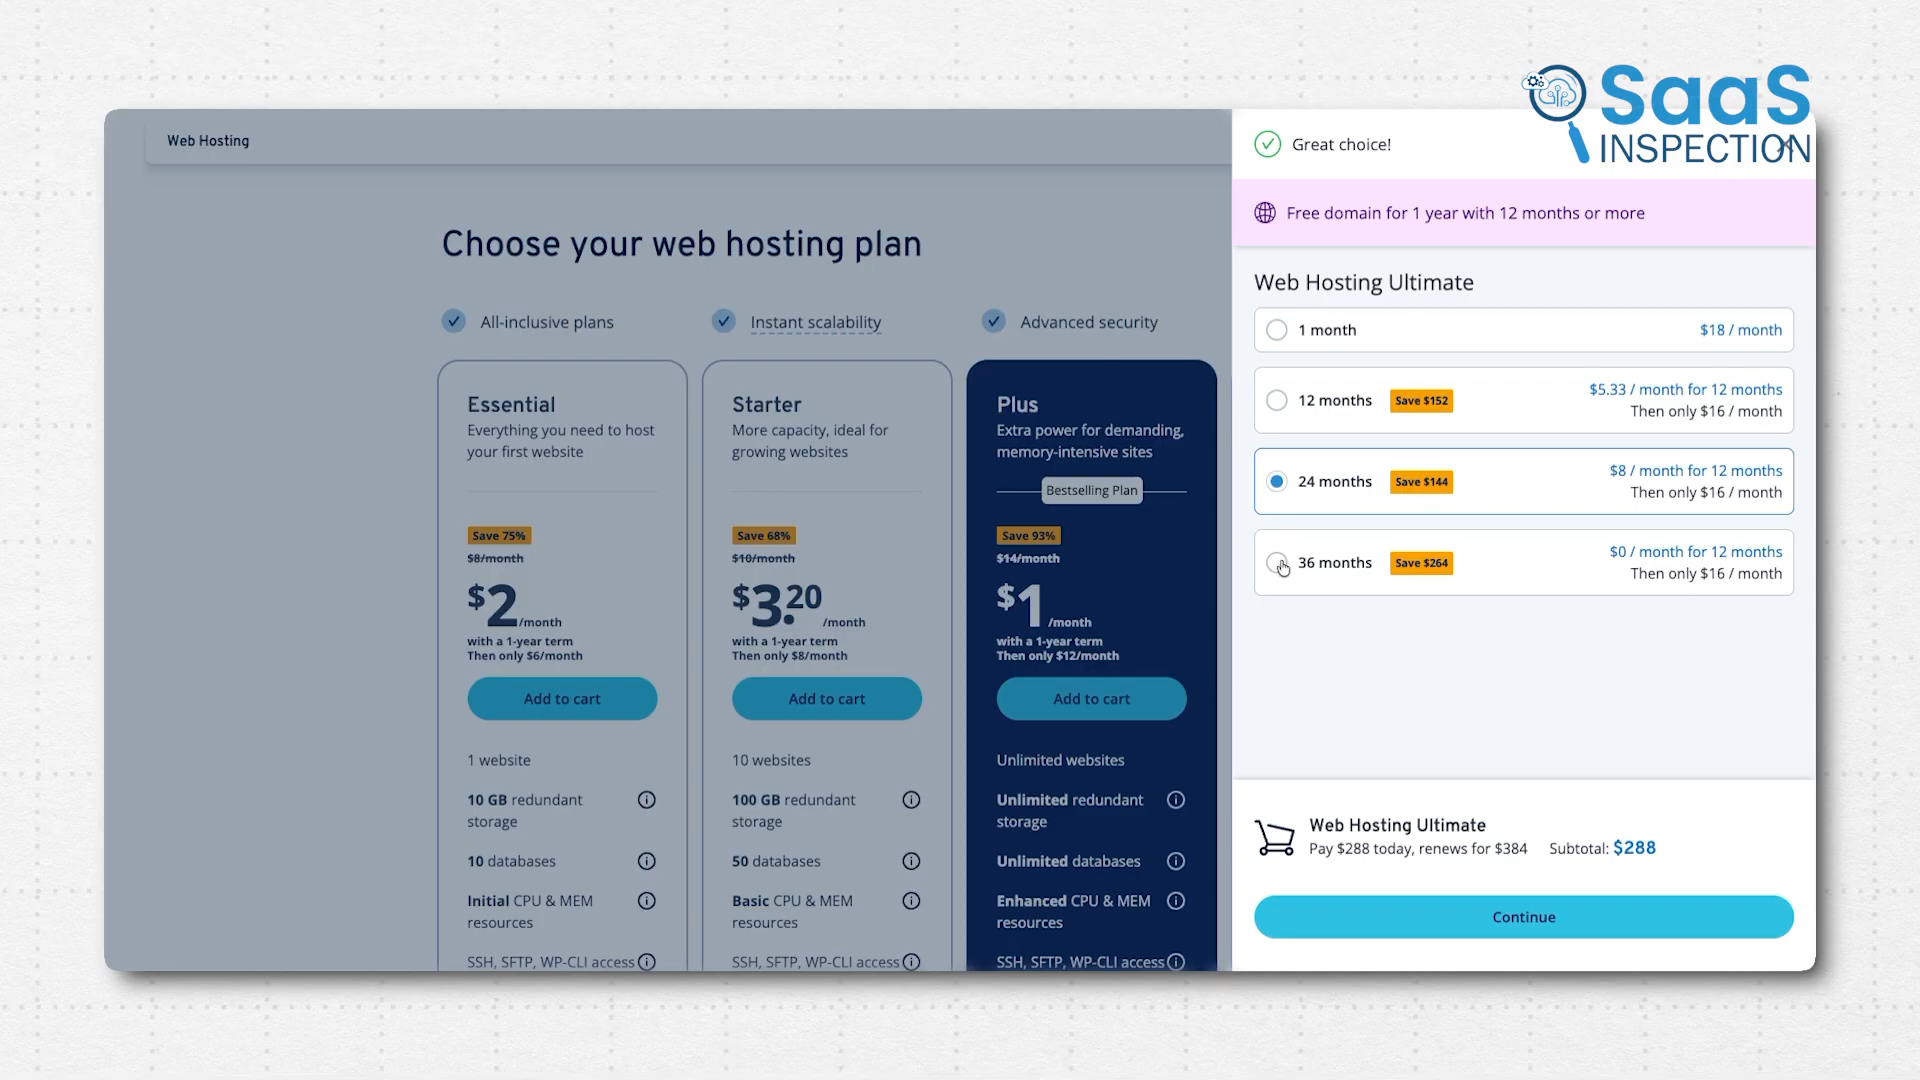 SaaS
INSPECTION
Web Hosting
Choose your web hosting plan
All-inclusive plans
Instant scalability
Advanced security
Essential
Everything you need to host
your first website
Save 75%
$8/month
$2/month
with a 1-year term
Then only $6/month
Add to cart
1 website
10 GB redundant
storage
10 databases
Initial CPU & MEM
resources
SSH, SFTP, WP-CLI access
Starter
More capacity, ideal for
growing websites
Save 68%
$10/month
$3.20/month
with a 1-year term
Then only $8/month
Add to cart
10 websites
100 GB redundant
storage
50 databases
Basic CPU & MEM
resources
SSH, SFTP, WP-CLI access
Plus
Extra power for demanding,
memory-intensive sites
Bestselling Plan
Save 93%
$14/month
$1/month
with a 1-year term
Then only $12/month
Add to cart
Unlimited websites
Unlimited redundant
storage
Unlimited databases
Enhanced CPU & MEM
resources
SSH, SFTP, WP-CLI access
Great choice!
Free domain for 1 year with 12 months or more
Web Hosting Ultimate
1 month $18 / month
12 months Save $152 $5.33 / month for 12 months
Then only $16 / month
24 months Save $144 $8 / month for 12 months
Then only $16 / month
36 months Save $264 $0 / month for 12 months
Then only $16 / month
Web Hosting Ultimate
Pay $288 today, renews for $384 Subtotal: $288
Continue